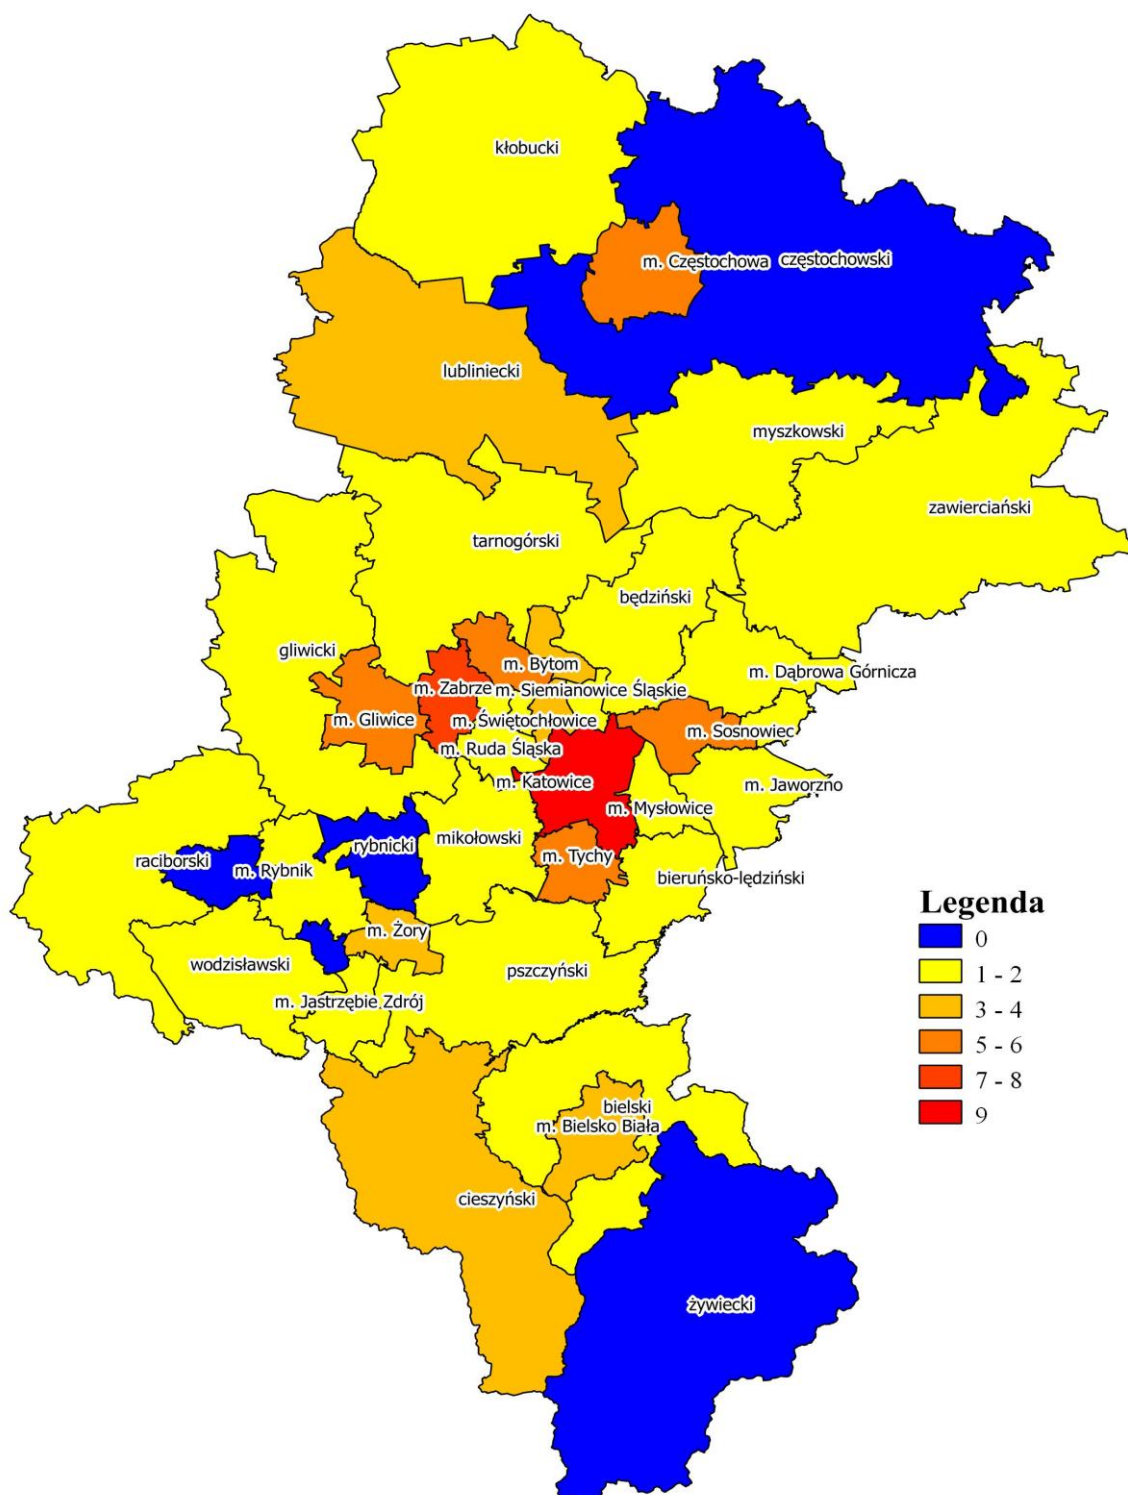 kłobucki
m. Częstochowa
częstochowski
lubliniecki
myszkowski
zawierciański
tarnogórski
będziński
gliwicki
m. Bytom
m. Dąbrowa Górnicza
m. Zabrze
m. Siemianowice Śląskie
m. Gliwice
m. Świętochłowice
m. Sosnowiec
m. Ruda Śląska
m. Katowice
m. Jaworzno
m. Mysłowice
mikołowski
rybnicki
raciborski
m. Rybnik
m. Tychy
bieruńsko-lędziński
m. Żory
wodzisławski
pszczyński
m. Jastrzębie Zdrój
bielski
m. Bielsko Biała
cieszyński
żywiecki
Legenda
0
1 - 2
3 - 4
5 - 6
7 - 8
9